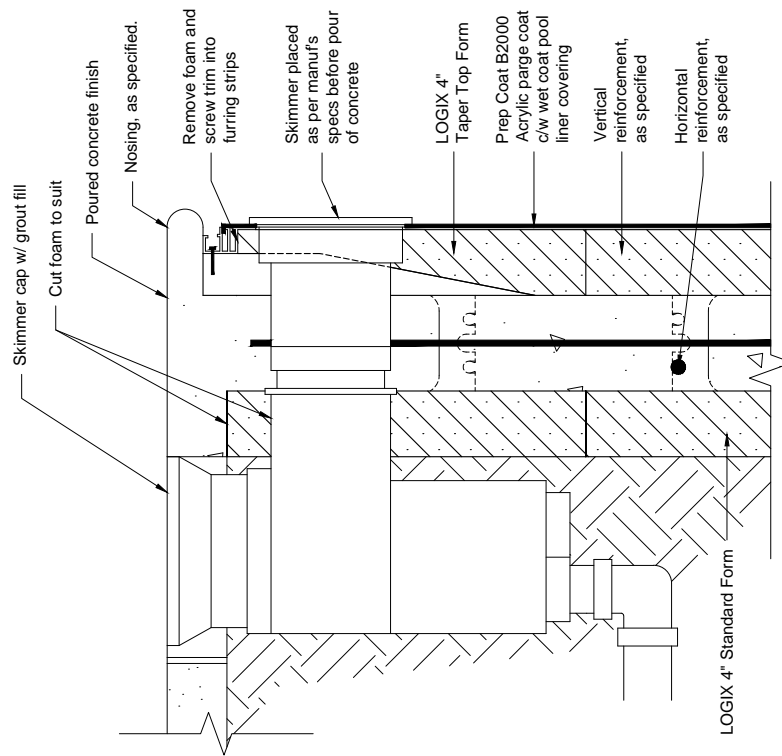 Skimmer cap w/ grout fill
Cut foam to suit
Poured concrete finish
Nosing, as specified.
Remove foam and
screw trim into
furring strips
Skimmer placed
as per manuf's
specs before pour
of concrete
LOGIX 4"
Taper Top Form
Prep Coat B2000
Acrylic parge coat
c/w wet coat pool
liner covering
Vertical
reinforcement,
as specified
Horizontal
reinforcement,
as specified
LOGIX 4" Standard Form